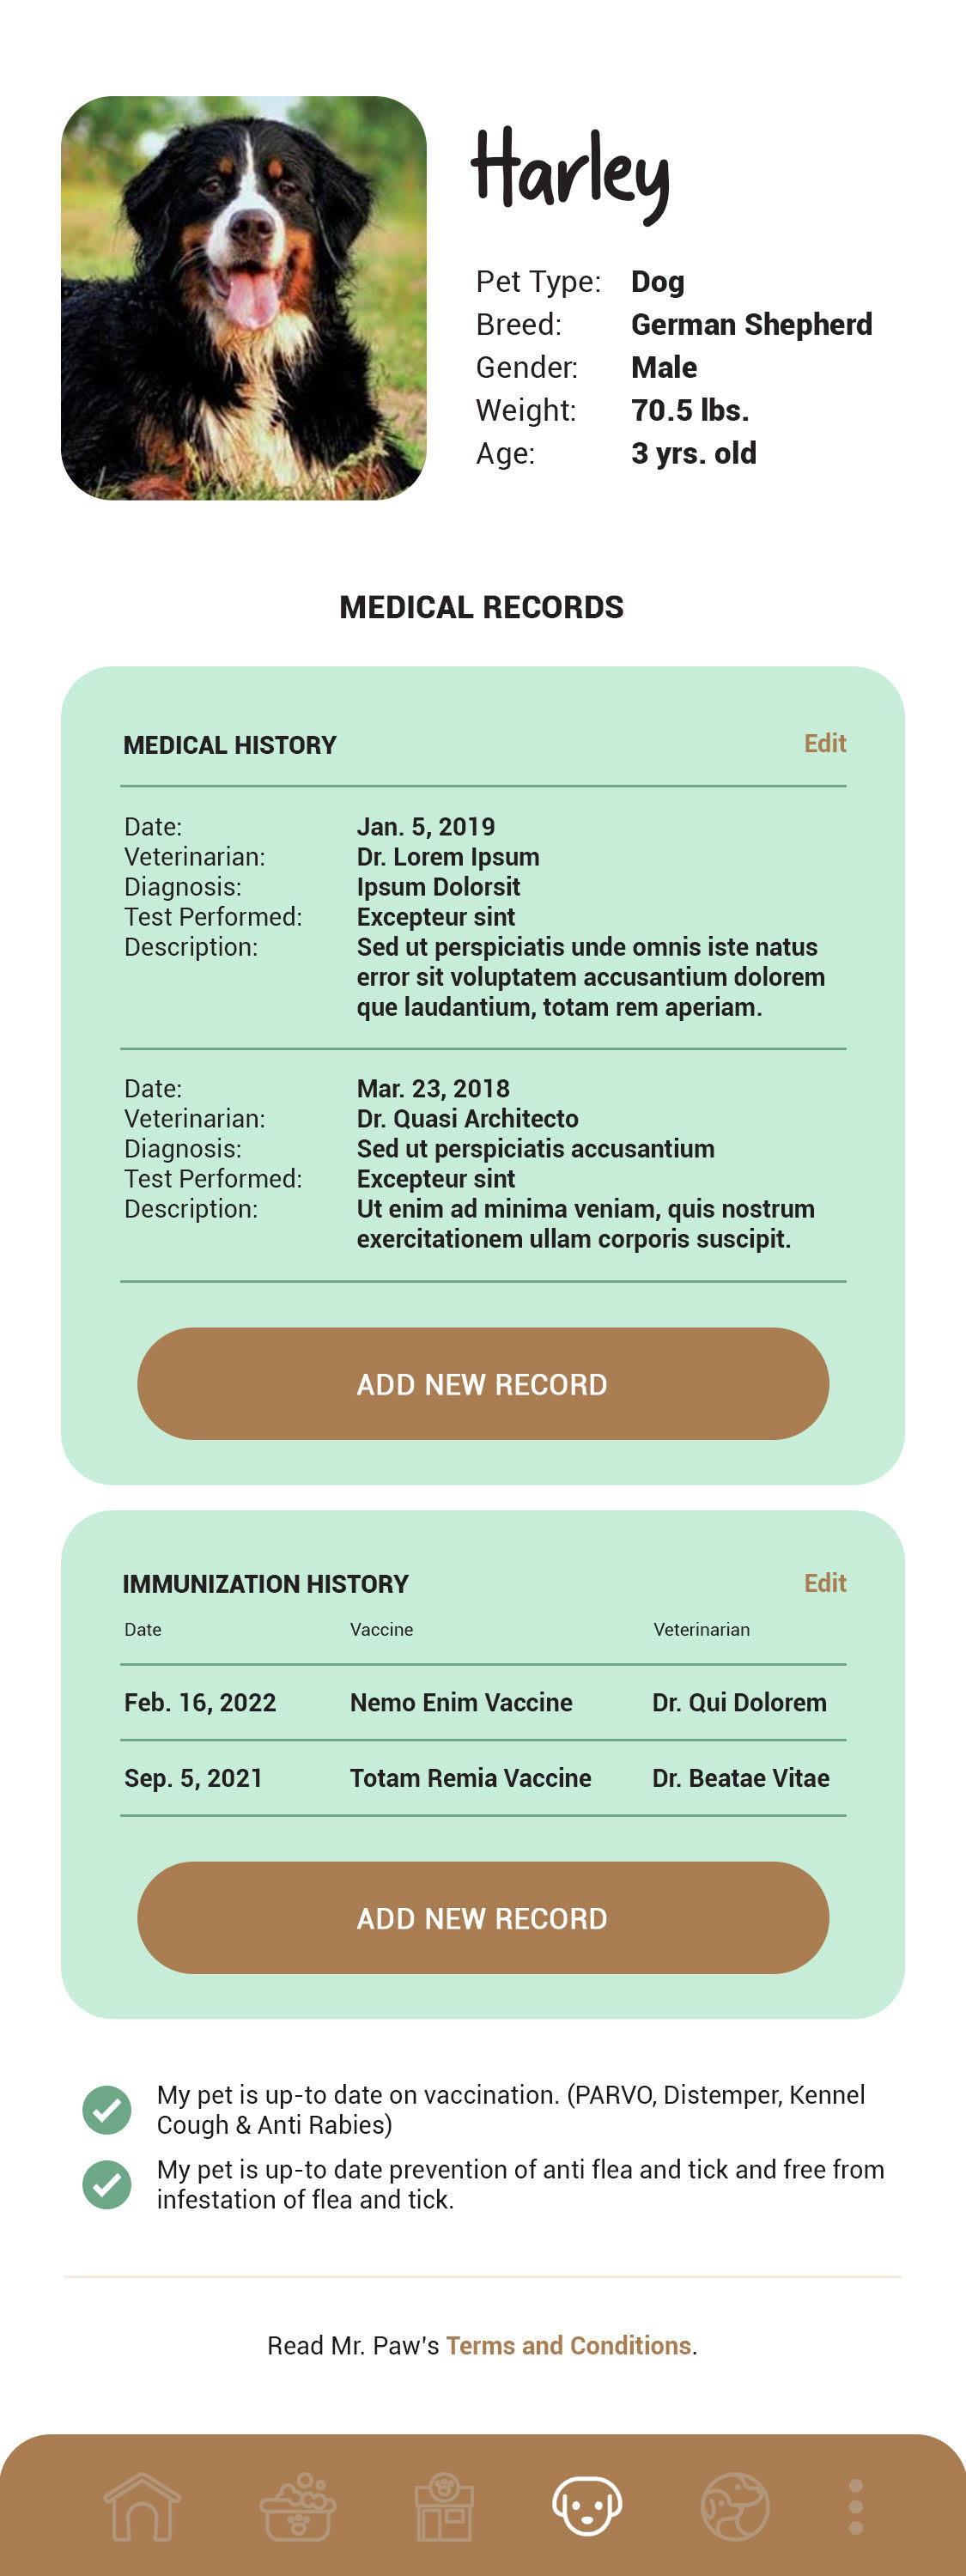 Harley
Pet Type: Dog
Breed: German Shepherd
Gender: Male
Weight: 70.5 lbs.
Age: 3 yrs. old
MEDICAL RECORDS
MEDICAL HISTORY Edit
Date: Jan. 5, 2019
Veterinarian: Dr. Lorem Ipsum
Diagnosis: Ipsum Dolorsit
Test Performed: Excepteur sint
Description: Sed ut perspiciatis unde omnis iste natus
error sit voluptatem accusantium dolorem
que laudantium, totam rem aperiam.
Date: Mar. 23, 2018
Veterinarian: Dr. Quasi Architecto
Diagnosis: Sed ut perspiciatis accusantium
Test Performed: Excepteur sint
Description: Ut enim ad minima veniam, quis nostrum
exercitationem ullam corporis suscipit.
ADD NEW RECORD
IMMUNIZATION HISTORY Edit
Date Vaccine Veterinarian
Feb. 16, 2022 Nemo Enim Vaccine Dr. Qui Dolorem
Sep. 5, 2021 Totam Remia Vaccine Dr. Beatae Vitae
ADD NEW RECORD
My pet is up-to date on vaccination. (PARVO, Distemper, Kennel
Cough & Anti Rabies)
My pet is up-to date prevention of anti flea and tick and free from
infestation of flea and tick.
Read Mr. Paw's Terms and Conditions.